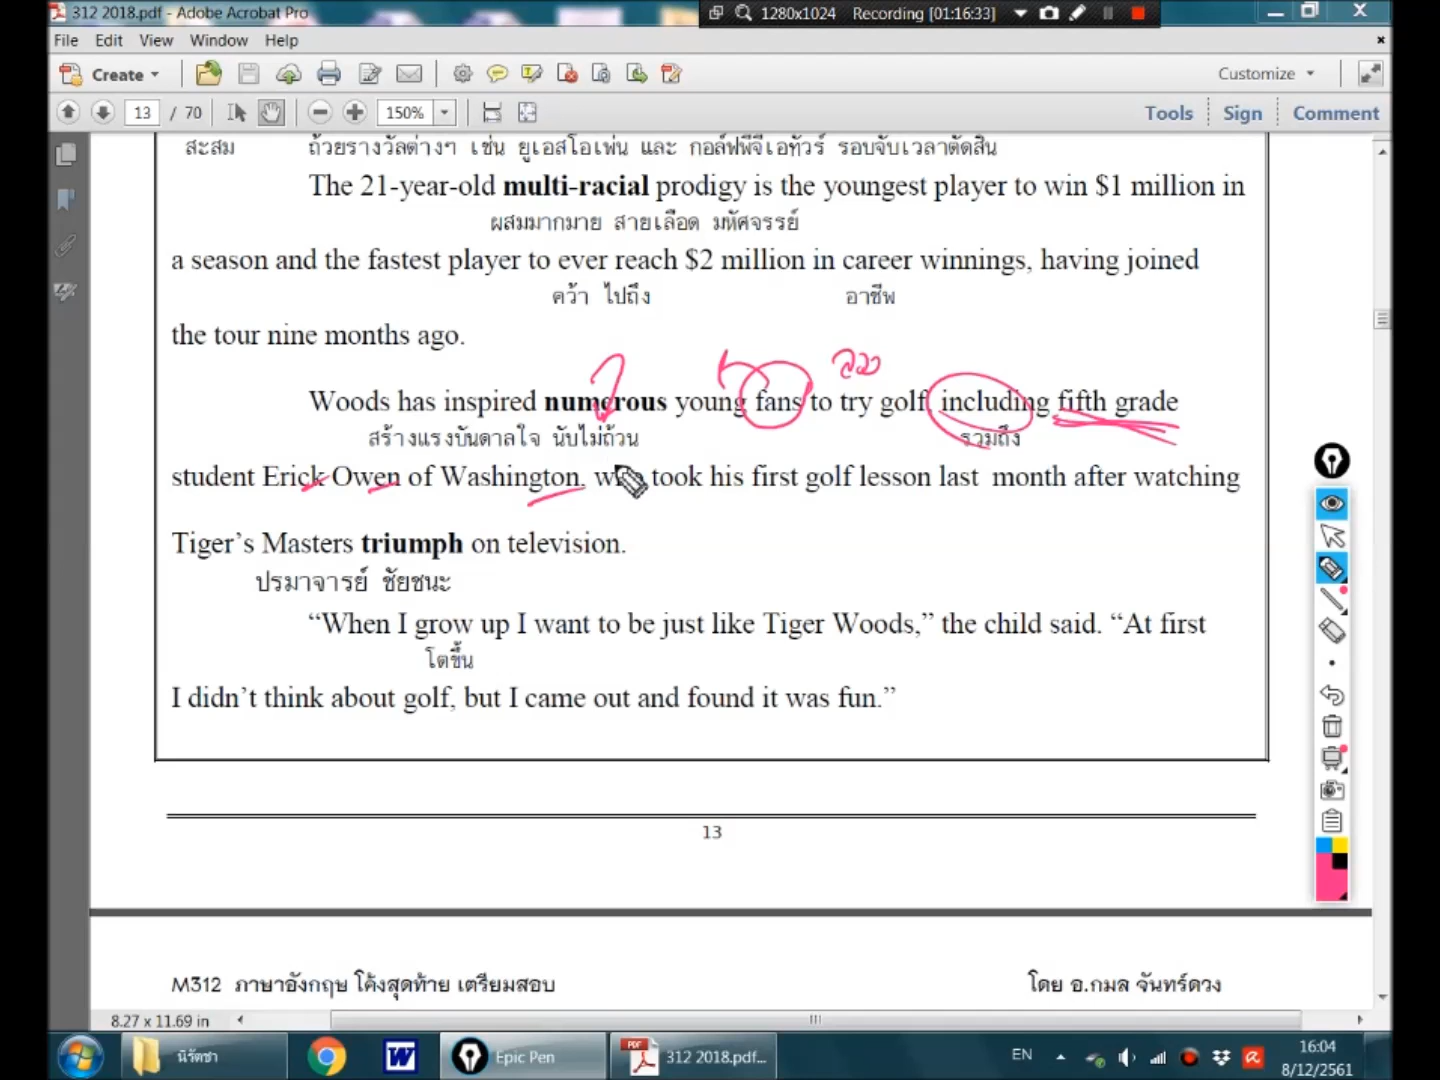 312 2018.pdf - Adobe Acrobat Pro
1280x1024 Recording [01:16:33]
File Edit View Window Help
Create Customize
13 / 70 150% Tools Sign Comment
สะสม ถ้วยรางวัลต่างๆ เช่น ยูเอสโอเพ่น และ กอล์ฟพีจีเอทัวร์ รอบจับเวลาตัดสิน
The 21-year-old multi-racial prodigy is the youngest player to win $1 million in
ผสมมากมาย สายเลือด มหัศจรรย์
a season and the fastest player to ever reach $2 million in career winnings, having joined
คว้า ไปถึง อาชีพ
the tour nine months ago.
ลอง
Woods has inspired numerous young fans to try golf, including fifth grade
สร้างแรงบันดาลใจ นับไม่ถ้วน รวมถึง
student Erick Owen of Washington, who took his first golf lesson last month after watching
Tiger’s Masters triumph on television.
ปรมาจารย์ ชัยชนะ
“When I grow up I want to be just like Tiger Woods,” the child said. “At first
โตขึ้น
I didn’t think about golf, but I came out and found it was fun.”
13
M312 ภาษาอังกฤษ โค้งสุดท้าย เตรียมสอบ โดย อ.กมล จันทร์ดวง
8.27 x 11.69 in
นิรัตชา Epic Pen 312 2018.pdf... EN 16:04
8/12/2561